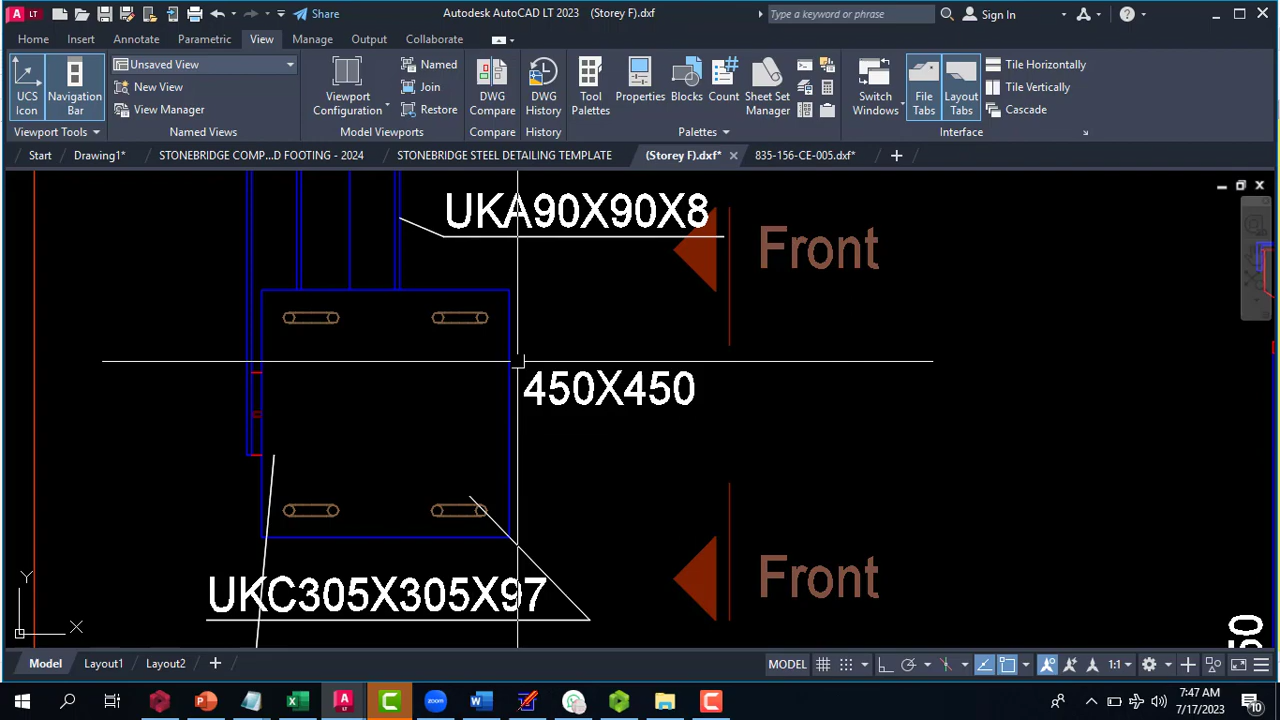 LT
Share
Autodesk AutoCAD LT 2023 (Storey F).dxf
Type a keyword or phrase
Sign In
Home Insert Annotate Parametric View Manage Output Collaborate
UCS Icon
Navigation Bar
Viewport Tools
Unsaved View
New View
View Manager
Named Views
Viewport Configuration
Named
Join
Restore
Model Viewports
DWG Compare
Compare
DWG History
History
Tool Palettes
Properties
Blocks
Count
Sheet Set Manager
Palettes
Switch Windows
File Tabs
Layout Tabs
Tile Horizontally
Tile Vertically
Cascade
Interface
Start Drawing1* STONEBRIDGE COMP...D FOOTING - 2024 STONEBRIDGE STEEL DETAILING TEMPLATE (Storey F).dxf* 835-156-CE-005.dxf*
UKA90X90X8
Front
450X450
Front
UKC305X305X97
Y
X
Model Layout1 Layout2
MODEL 1:1
LT
zoom
7:47 AM
7/17/2023
10